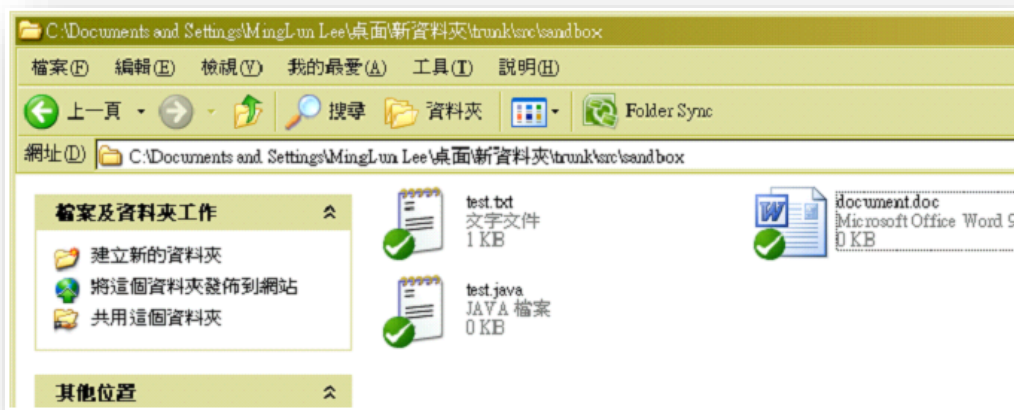 C:\Documents and Settings\MingLun Lee\桌面\新資料夾\trunk\src\sandbox
檔案(F) 編輯(E) 檢視(V) 我的最愛(A) 工具(T) 說明(H)
上一頁 搜尋 資料夾 Folder Sync
網址(D) C:\Documents and Settings\MingLun Lee\桌面\新資料夾\trunk\src\sandbox
檔案及資料夾工作
建立新的資料夾
將這個資料夾發佈到網站
共用這個資料夾
其他位置
test.txt
文字文件
1 KB
document.doc
Microsoft Office Word 9
0 KB
test.java
JAVA 檔案
0 KB